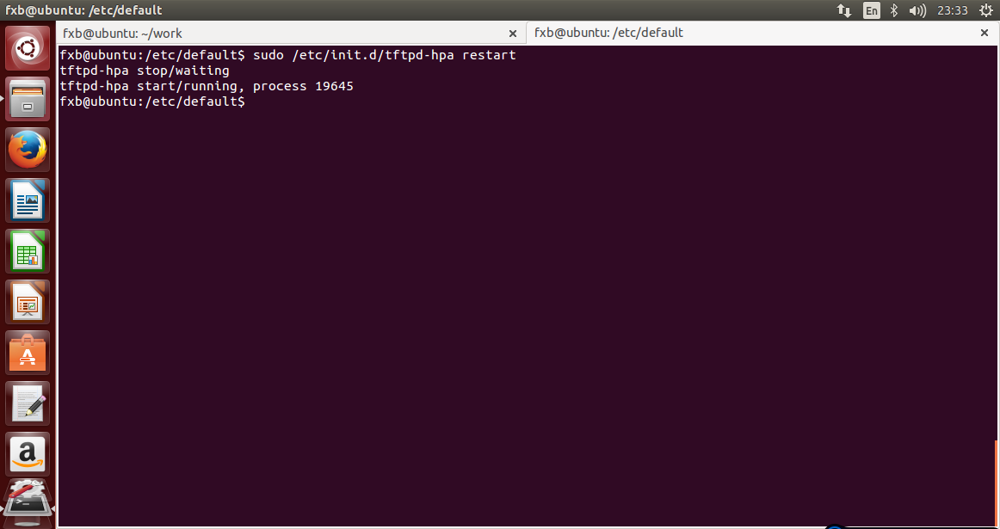 fxb@ubuntu: /etc/default
En
23:33
fxb@ubuntu: ~/work
×
fxb@ubuntu: /etc/default
×
fxb@ubuntu:/etc/default$ sudo /etc/init.d/tftpd-hpa restart
tftpd-hpa stop/waiting
tftpd-hpa start/running, process 19645
fxb@ubuntu:/etc/default$
A
a
>_